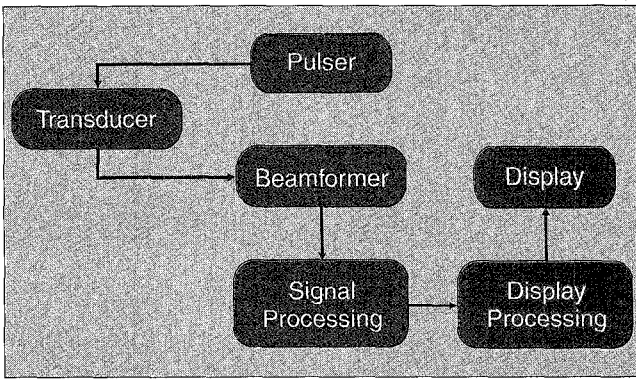 Pulser
Transducer
Beamformer
Display
Signal
Processing
Display
Processing